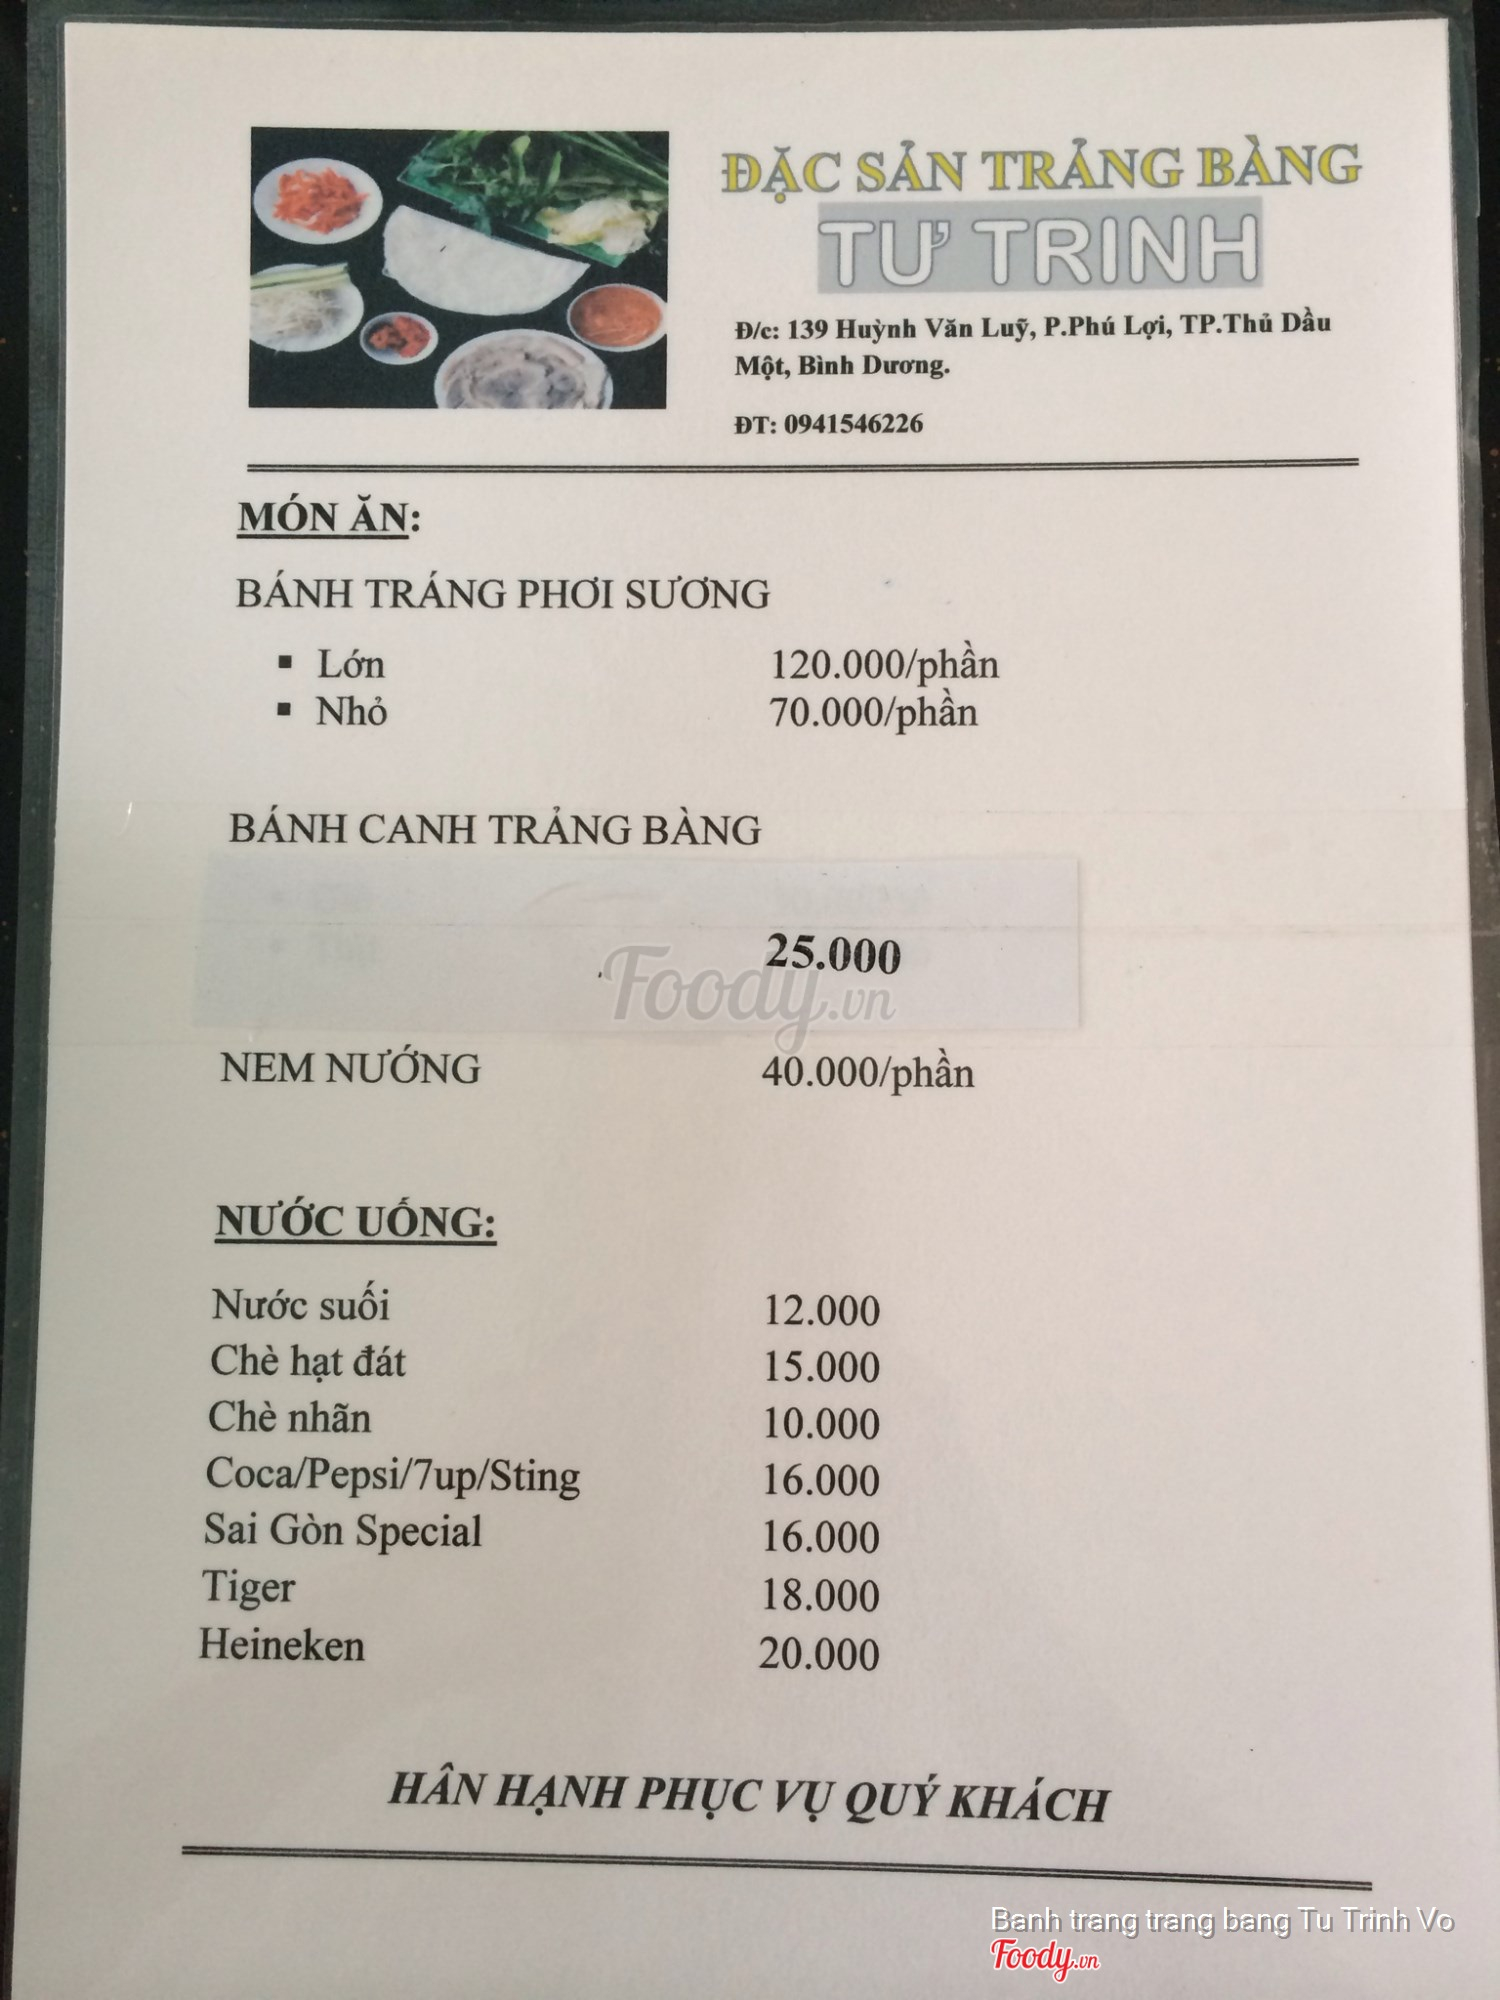 ĐẶC SẢN TRẢNG BÀNG
TƯ TRINH
Đ/c: 139 Huỳnh Văn Luỹ, P.Phú Lợi, TP.Thủ Dầu
Một, Bình Dương.
ĐT: 0941546226
MÓN ĂN:
BÁNH TRÁNG PHƠI SƯƠNG
▪ Lớn 120.000/phần
▪ Nhỏ 70.000/phần
BÁNH CANH TRẢNG BÀNG
25.000
Foody.vn
NEM NƯỚNG 40.000/phần
NƯỚC UỐNG:
Nước suối 12.000
Chè hạt đát 15.000
Chè nhãn 10.000
Coca/Pepsi/7up/Sting 16.000
Sai Gòn Special 16.000
Tiger 18.000
Heineken 20.000
HÂN HẠNH PHỤC VỤ QUÝ KHÁCH
Banh trang trang bang Tu Trinh Vo
Foody.vn